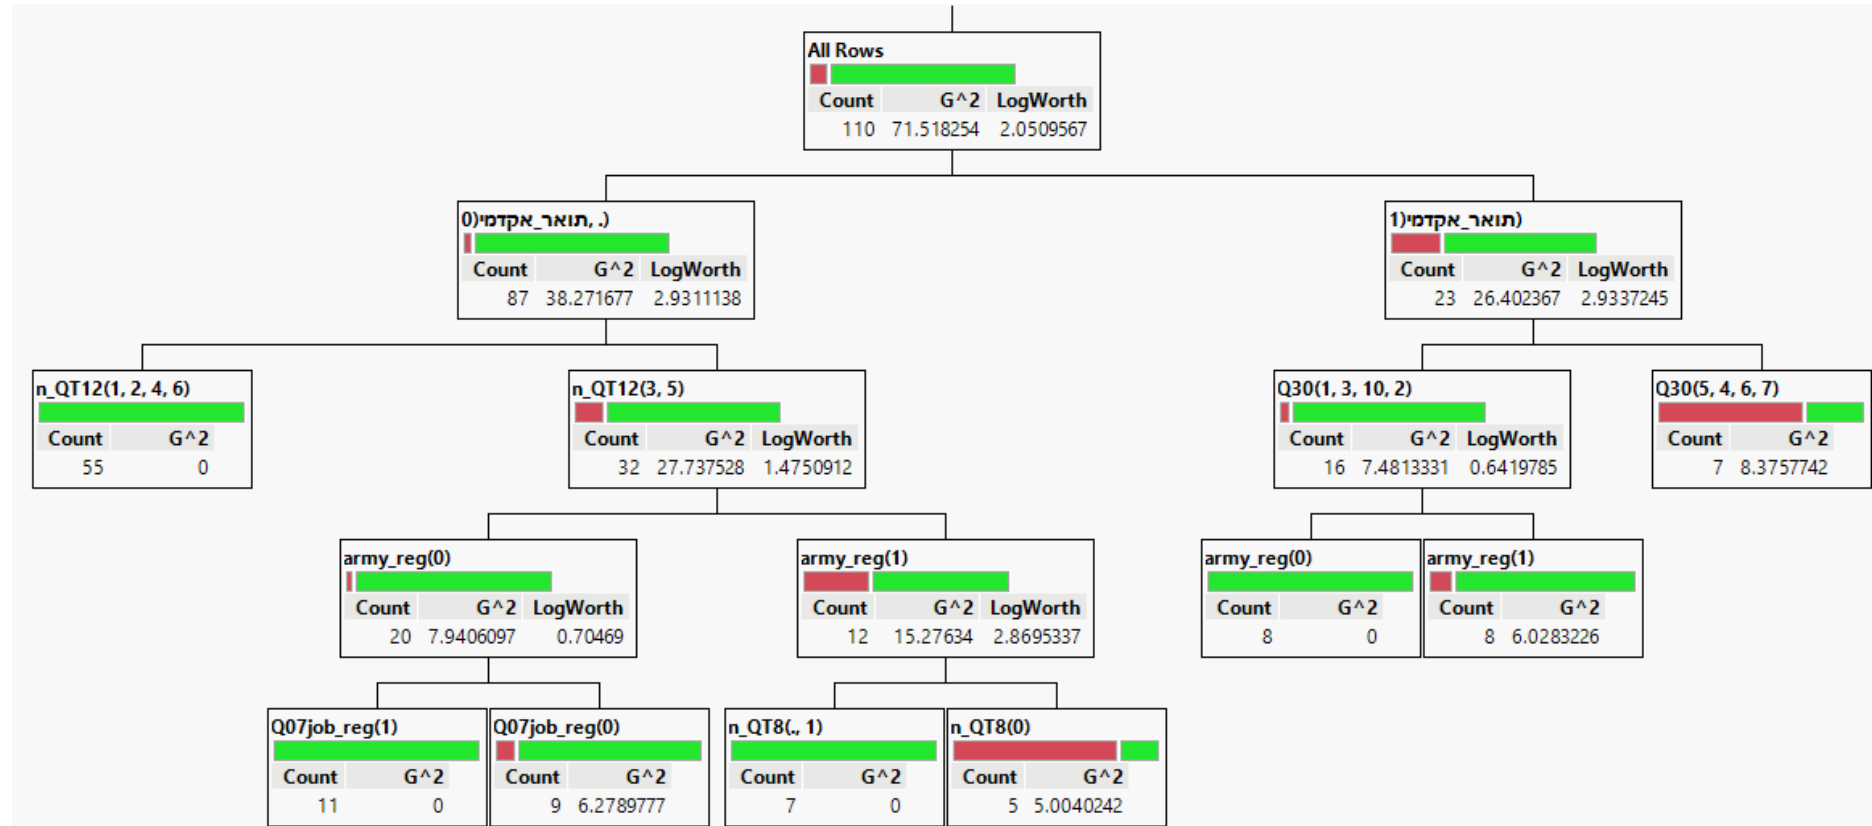 All Rows
Count G^2 LogWorth
110 71.518254 2.0509567
תואר_אקדמי(0, .)
Count G^2 LogWorth
87 38.271677 2.9311138
תואר_אקדמי(1)
Count G^2 LogWorth
23 26.402367 2.9337245
n_QT12(1, 2, 4, 6)
Count G^2
55 0
n_QT12(3, 5)
Count G^2 LogWorth
32 27.737528 1.4750912
Q30(1, 3, 10, 2)
Count G^2 LogWorth
16 7.4813331 0.6419785
Q30(5, 4, 6, 7)
Count G^2
7 8.3757742
army_reg(0)
Count G^2 LogWorth
20 7.9406097 0.70469
army_reg(1)
Count G^2 LogWorth
12 15.27634 2.8695337
army_reg(0)
Count G^2
8 0
army_reg(1)
Count G^2
8 6.0283226
Q07job_reg(1)
Count G^2
11 0
Q07job_reg(0)
Count G^2
9 6.2789777
n_QT8(., 1)
Count G^2
7 0
n_QT8(0)
Count G^2
5 5.0040242